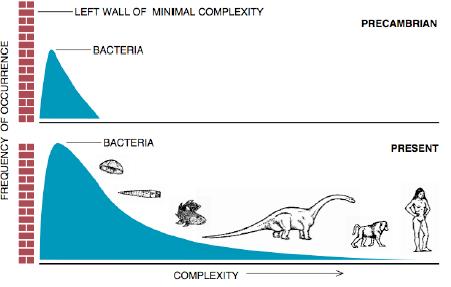 LEFT WALL OF MINIMAL COMPLEXITY
PRECAMBRIAN
BACTERIA
FREQUENCY OF OCCURRENCE
BACTERIA
PRESENT
COMPLEXITY